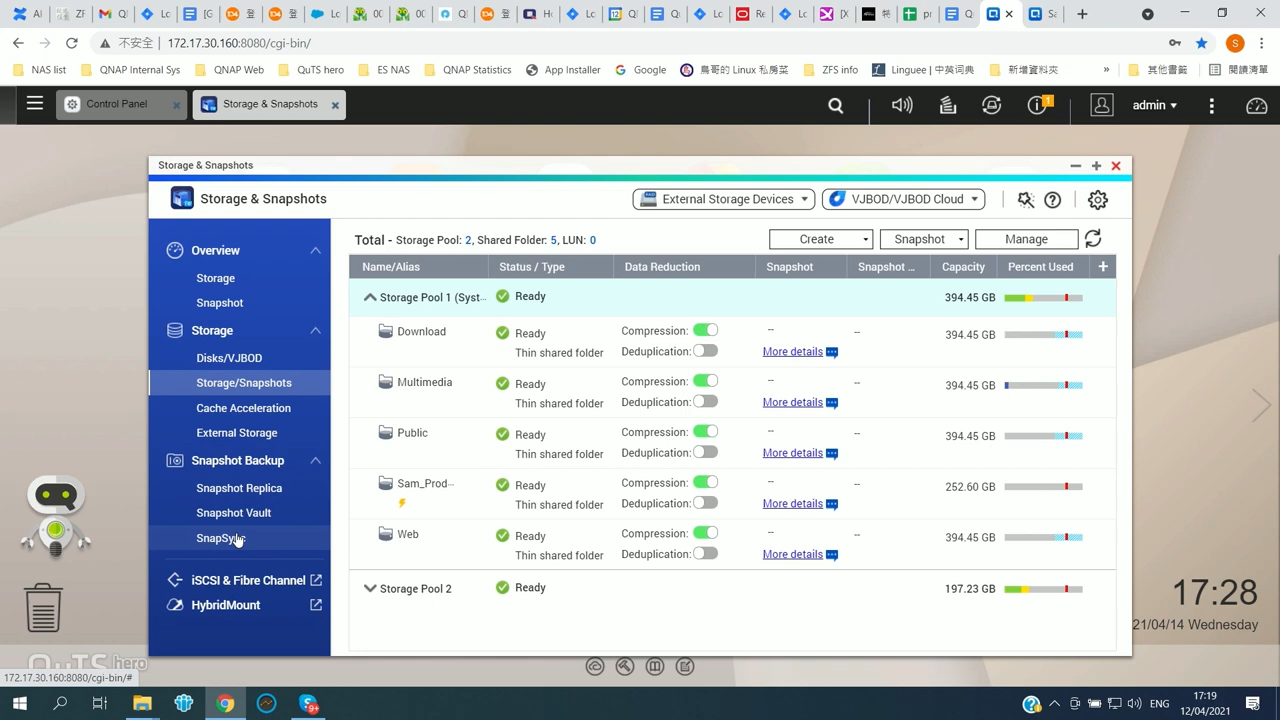 不安全 | 172.17.30.160:8080/cgi-bin/
NAS list QNAP Internal Sys QNAP Web QuTS hero ES NAS QNAP Statistics App Installer Google 鳥哥的 Linux 私房菜 ZFS info Linguee | 中英词典 新增資料夾 » 其他書籤 閱讀清單
Control Panel Storage & Snapshots admin
Storage & Snapshots
Storage & Snapshots External Storage Devices VJBOD/VJBOD Cloud
Overview
Storage
Snapshot
Storage
Disks/VJBOD
Storage/Snapshots
Cache Acceleration
External Storage
Snapshot Backup
Snapshot Replica
Snapshot Vault
SnapSync
iSCSI & Fibre Channel
HybridMount
Total - Storage Pool: 2, Shared Folder: 5, LUN: 0 Create Snapshot Manage
Name/Alias Status / Type Data Reduction Snapshot Snapshot ... Capacity Percent Used +
Storage Pool 1 (Syst... Ready 394.45 GB
Download Ready Compression: -- -- 394.45 GB
Thin shared folder Deduplication: More details
Multimedia Ready Compression: -- -- 394.45 GB
Thin shared folder Deduplication: More details
Public Ready Compression: -- -- 394.45 GB
Thin shared folder Deduplication: More details
Sam_Prod... Ready Compression: -- -- 252.60 GB
Thin shared folder Deduplication: More details
Web Ready Compression: -- -- 394.45 GB
Thin shared folder Deduplication: More details
Storage Pool 2 Ready 197.23 GB
17:28
21/04/14 Wednesday
QuTS hero
172.17.30.160:8080/cgi-bin/#
ENG 17:19
12/04/2021